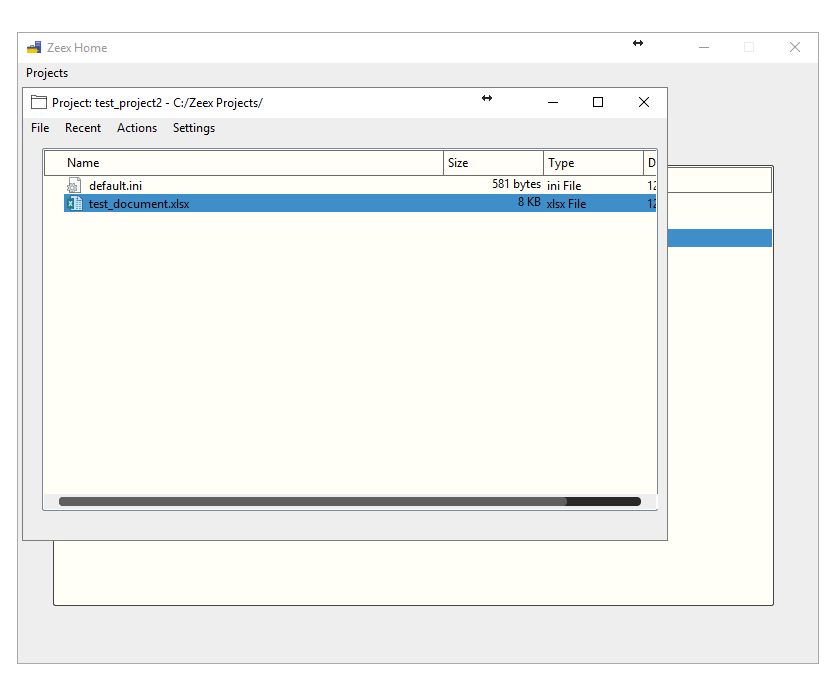 Zeex Home
Projects
Project: test_project2 - C:/Zeex Projects/
File Recent Actions Settings
Name Size Type D
default.ini 581 bytes ini File 12
test_document.xlsx 8 KB xlsx File 12